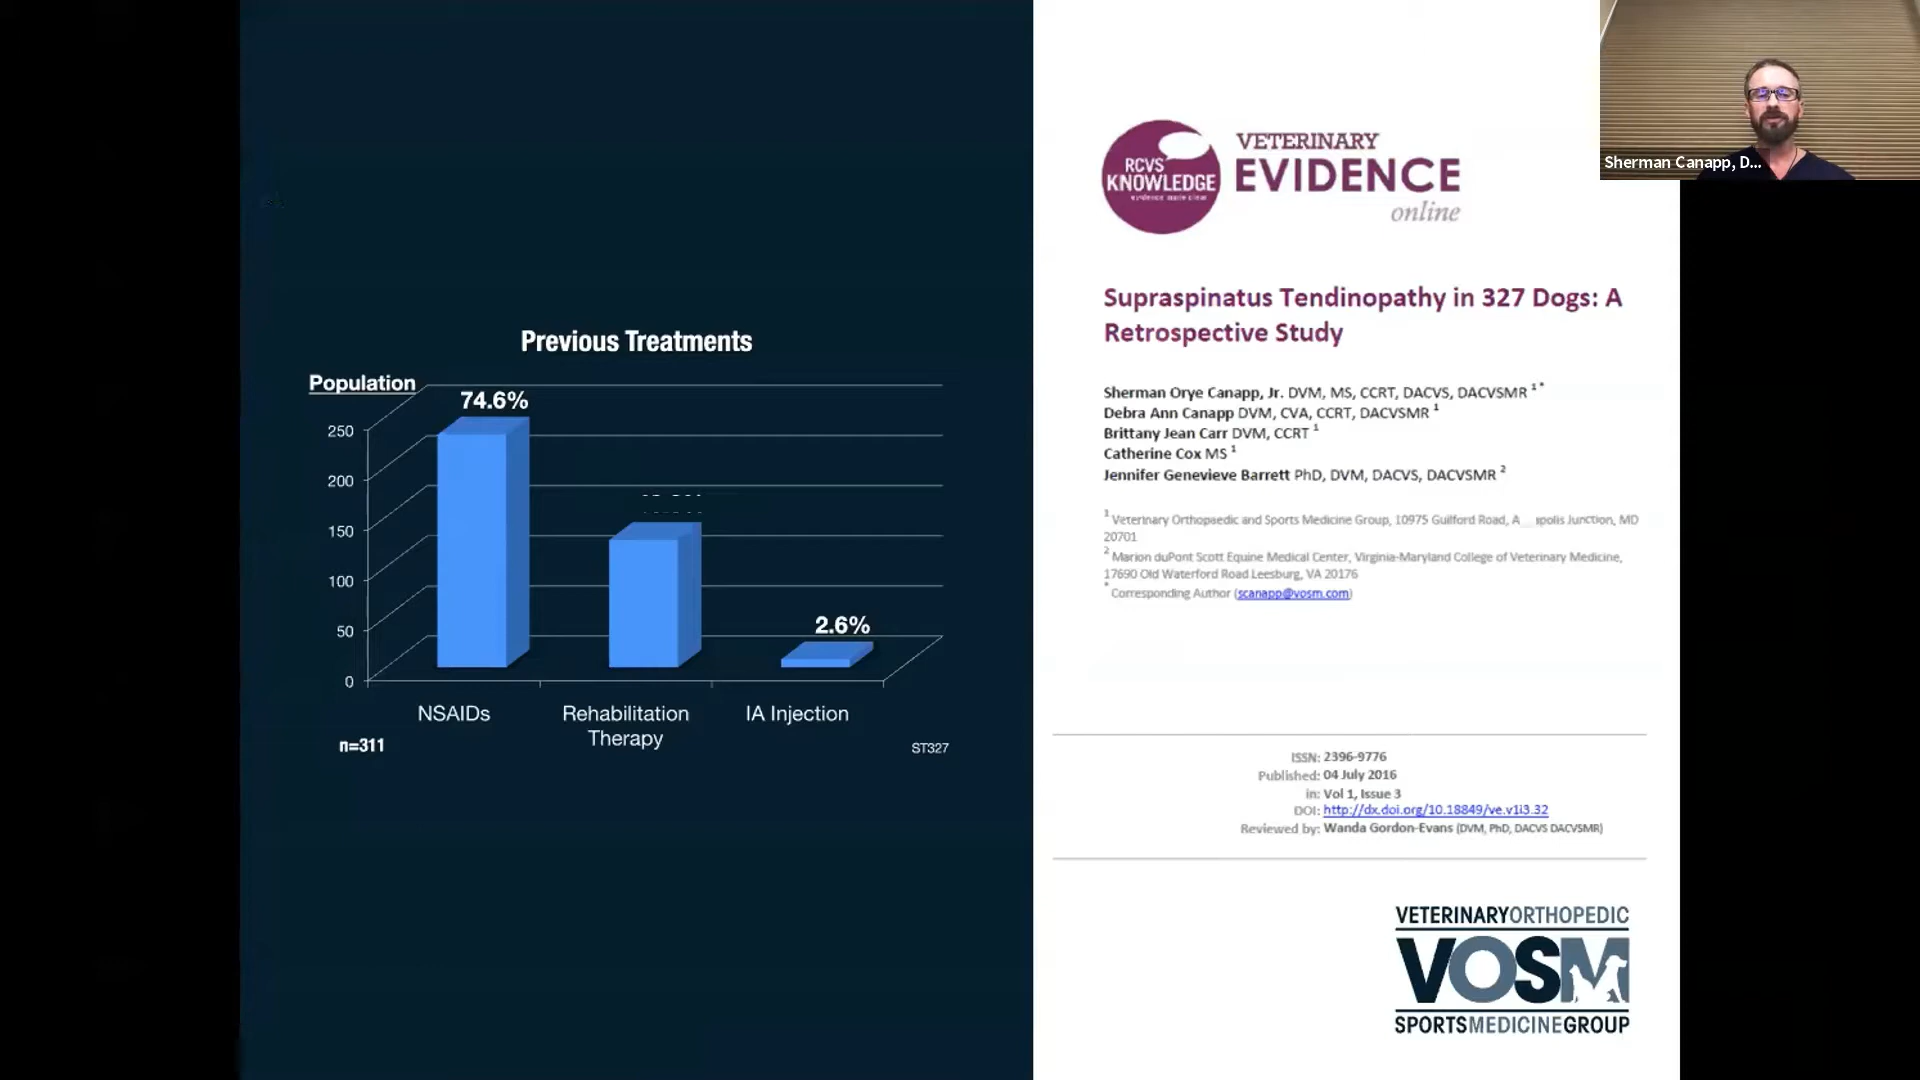 Previous Treatments
Population
74.6%
250
200
150
100
50
0
2.6%
NSAIDs
Rehabilitation
Therapy
IA Injection
n=311
ST327
RCVS
KNOWLEDGE
VETERINARY
EVIDENCE
online
Supraspinatus Tendinopathy in 327 Dogs: A
Retrospective Study
Sherman Orye Canapp, Jr. DVM, MS, CCRT, DACVS, DACVSMR 1 *
Debra Ann Canapp DVM, CVA, CCRT, DACVSMR 1
Brittany Jean Carr DVM, CCRT 1
Catherine Cox MS 1
Jennifer Genevieve Barrett PhD, DVM, DACVS, DACVSMR 2
1 Veterinary Orthopaedic and Sports Medicine Group, 10975 Guilford Road, Junction, MD
20701
2 Marion duPont Scott Equine Medical Center, Virginia-Maryland College of Veterinary Medicine,
17690 Old Waterford Road Leesburg, VA 20176
* Corresponding Author (scanapp@vosm.com)
ISSN: 2396-9776
Published: 04 July 2016
in: Vol 1, Issue 3
DOI: http://dx.doi.org/10.18849/ve.v1i3.32
Reviewed by: Wanda Gordon-Evans (DVM, PhD, DACVS DACVSMR)
VETERINARYORTHOPEDIC
VOSM
SPORTSMEDICINEGROUP
Sherman Canapp, D...